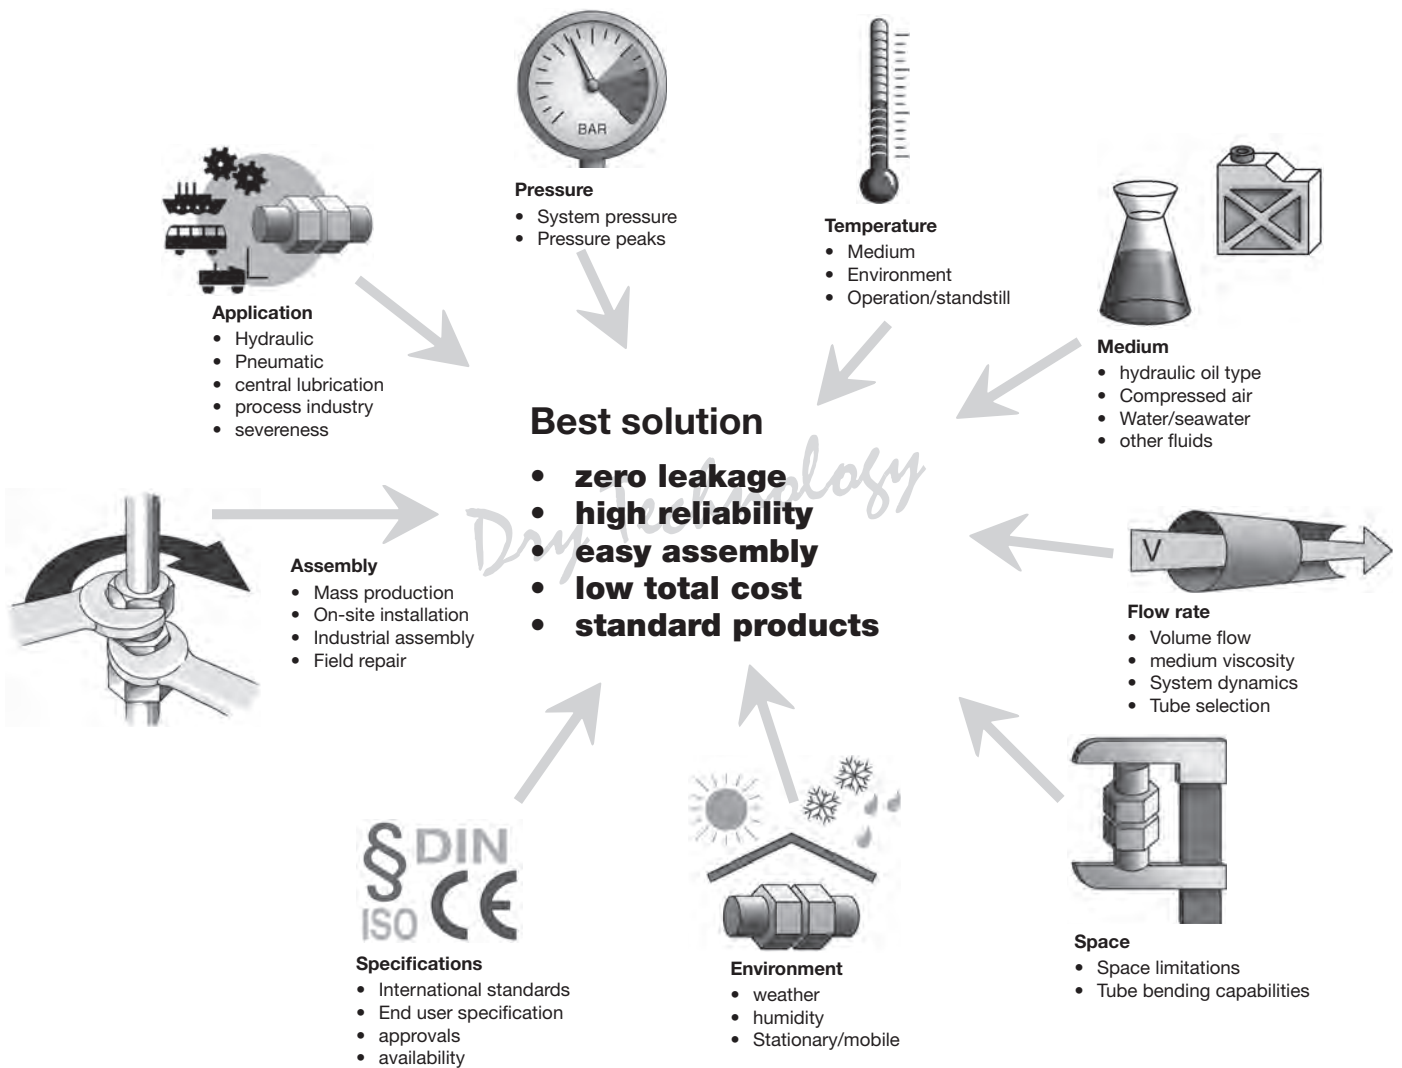 BAR
Pressure
• System pressure
• Pressure peaks
Temperature
• Medium
• Environment
• Operation/standstill
Application
• Hydraulic
• Pneumatic
• central lubrication
• process industry
• severeness
Medium
• hydraulic oil type
• Compressed air
• Water/seawater
• other fluids
Best solution
• zero leakage
• high reliability
• easy assembly
• low total cost
• standard products
Dry Technology
Assembly
• Mass production
• On-site installation
• Industrial assembly
• Field repair
V
Flow rate
• Volume flow
• medium viscosity
• System dynamics
• Tube selection
§ DIN
ISO CE
Specifications
• International standards
• End user specification
• approvals
• availability
Environment
• weather
• humidity
• Stationary/mobile
Space
• Space limitations
• Tube bending capabilities